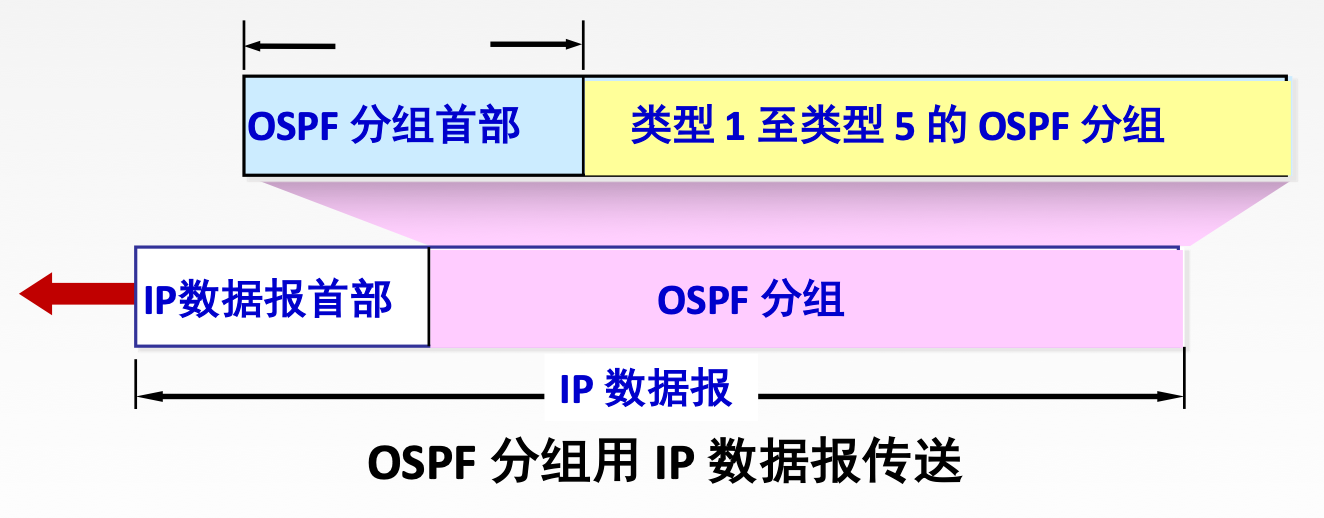 OSPF 分组首部
类型 1 至类型 5 的 OSPF 分组
IP数据报首部
OSPF 分组
IP 数据报
OSPF 分组用 IP 数据报传送